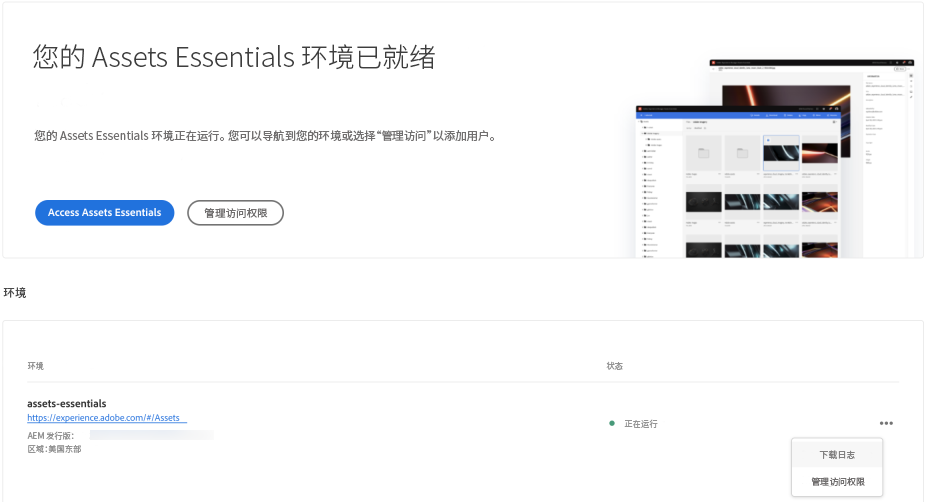 您的 Assets Essentials 环境已就绪
您的 Assets Essentials 环境正在运行。您可以导航到您的环境或选择“管理访问”以添加用户。
Access Assets Essentials
管理访问权限
环境
环境
状态
assets-essentials
https://experience.adobe.com/#/Assets
正在运行
•••
AEM 发行版:
区域:美国东部
下载日志
管理访问权限